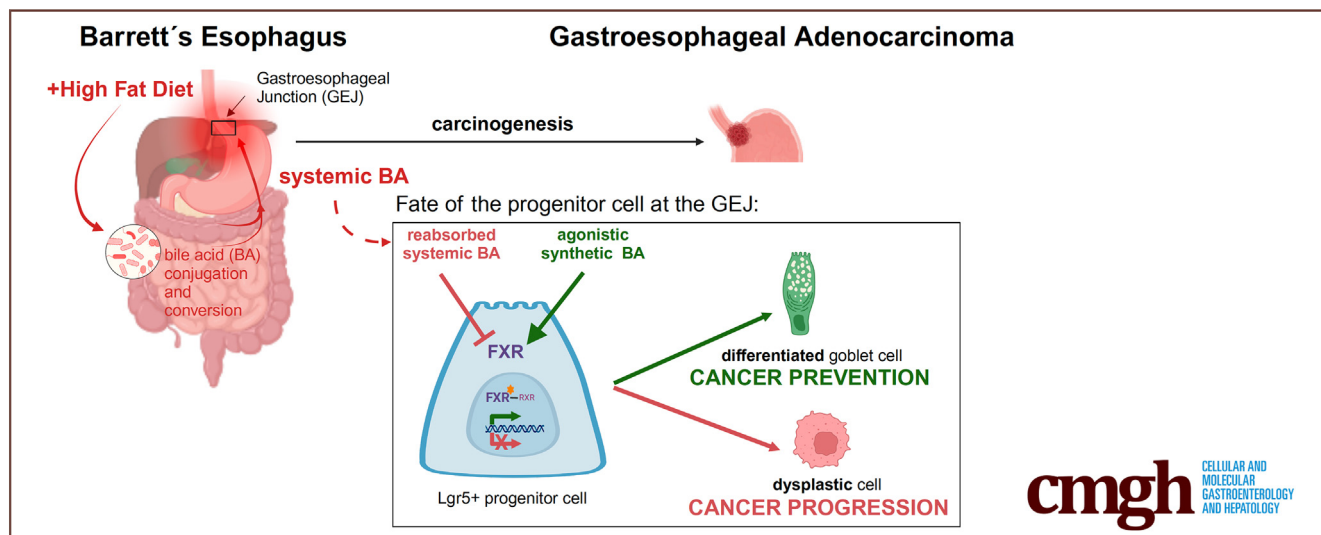 Barrett´s Esophagus
Gastroesophageal Adenocarcinoma
+High Fat Diet
Gastroesophageal
Junction (GEJ)
carcinogenesis
systemic BA
bile acid (BA)
conjugation
and
conversion
Fate of the progenitor cell at the GEJ:
reabsorbed
systemic BA
agonistic
synthetic BA
FXR
FXR–RXR
X
Lgr5+ progenitor cell
differentiated goblet cell
CANCER PREVENTION
dysplastic cell
CANCER PROGRESSION
cmgh
CELLULAR AND
MOLECULAR
GASTROENTEROLOGY
AND HEPATOLOGY